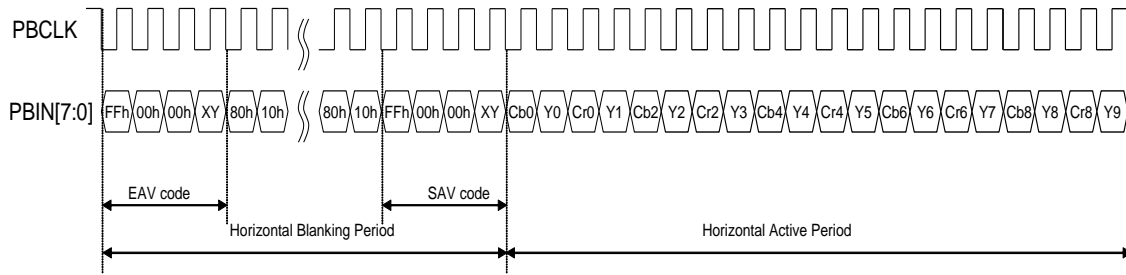 PBCLK
PBIN[7:0] FFh 00h 00h XY 80h 10h 80h 10h FFh 00h 00h XY Cb0 Y0 Cr0 Y1 Cb2 Y2 Cr2 Y3 Cb4 Y4 Cr4 Y5 Cb6 Y6 Cr6 Y7 Cb8 Y8 Cr8 Y9
EAV code SAV code
Horizontal Blanking Period Horizontal Active Period